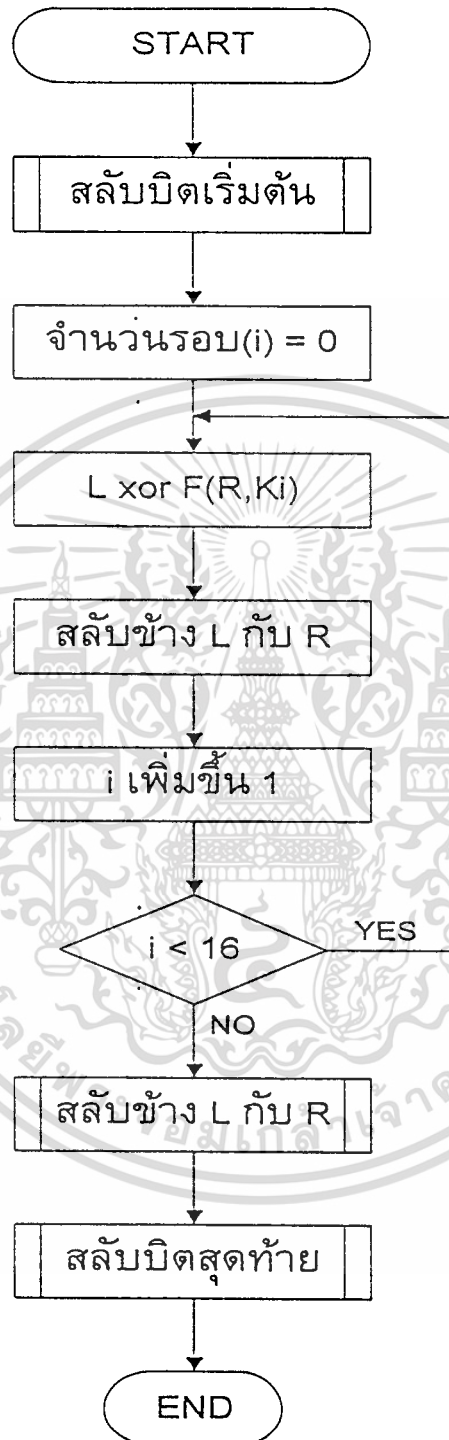 START
สลับบิตเริ่มต้น
จำนวนรอบ(i) = 0
L xor F(R,Ki)
สลับข้าง L กับ R
i เพิ่มขึ้น 1
i < 16
YES
NO
สลับข้าง L กับ R
สลับบิตสุดท้าย
END